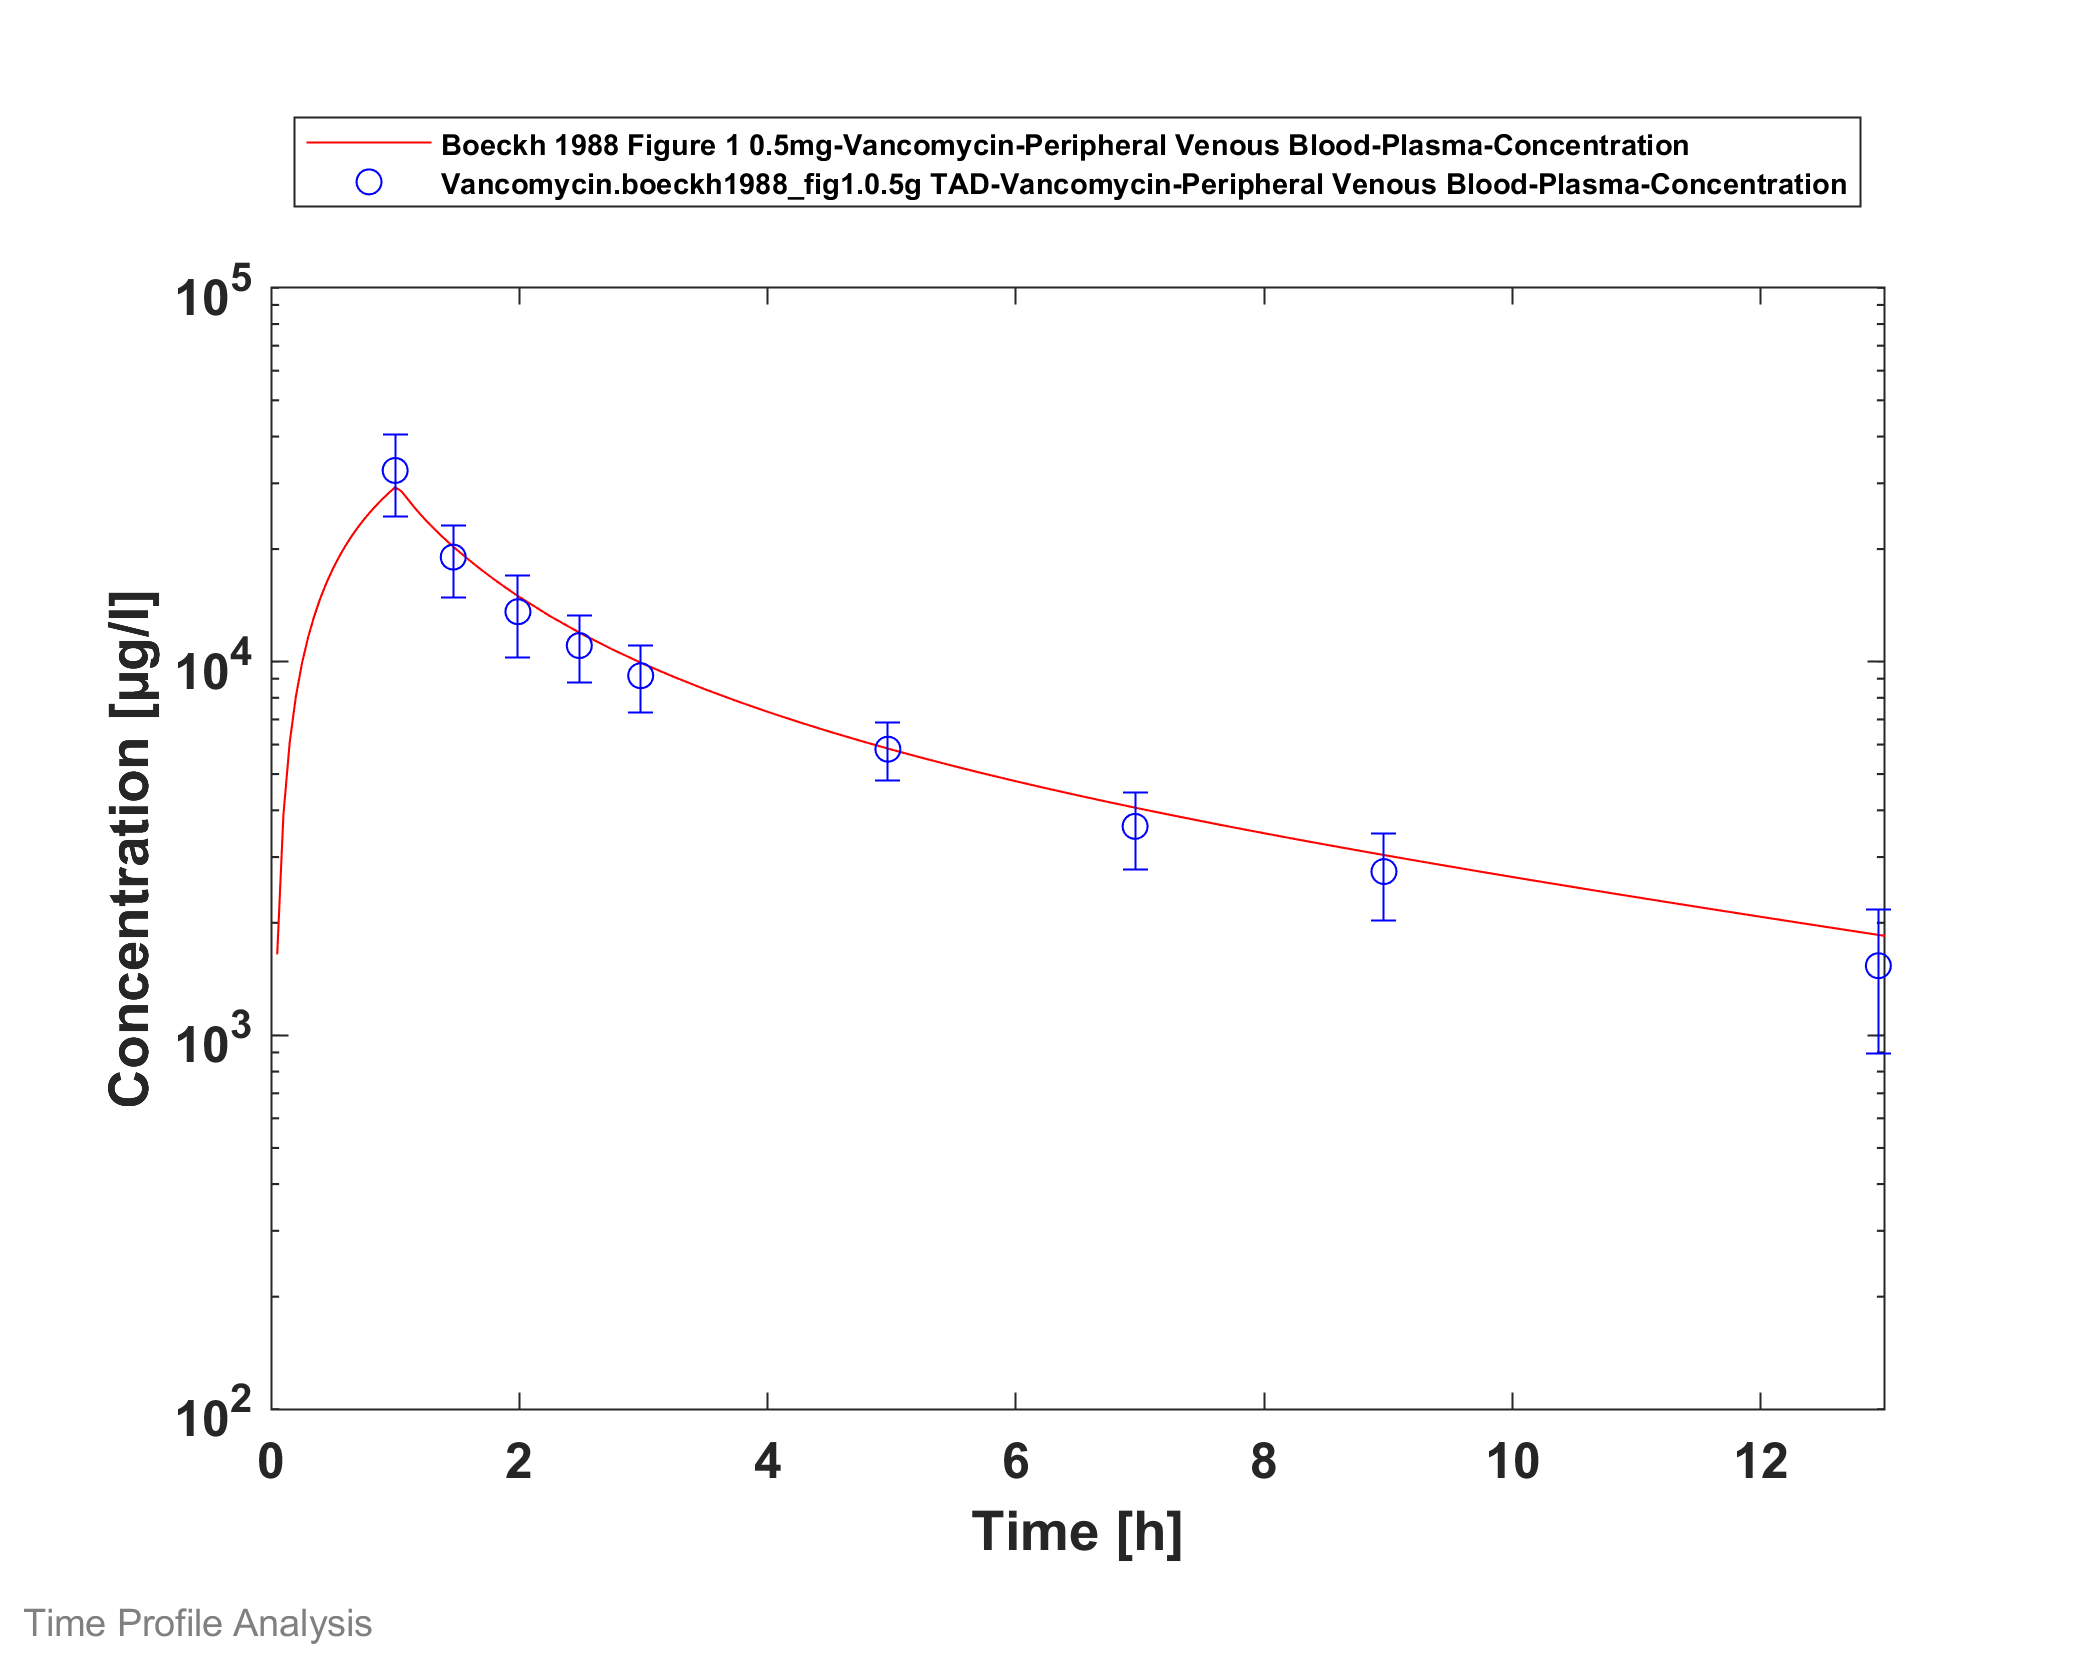 Boeckh 1988 Figure 1 0.5mg-Vancomycin-Peripheral Venous Blood-Plasma-Concentration
Vancomycin.boeckh1988_fig1.0.5g TAD-Vancomycin-Peripheral Venous Blood-Plasma-Concentration
10^5
10^4
10^3
10^2
Concentration [µg/l]
0 2 4 6 8 10 12
Time [h]
Time Profile Analysis